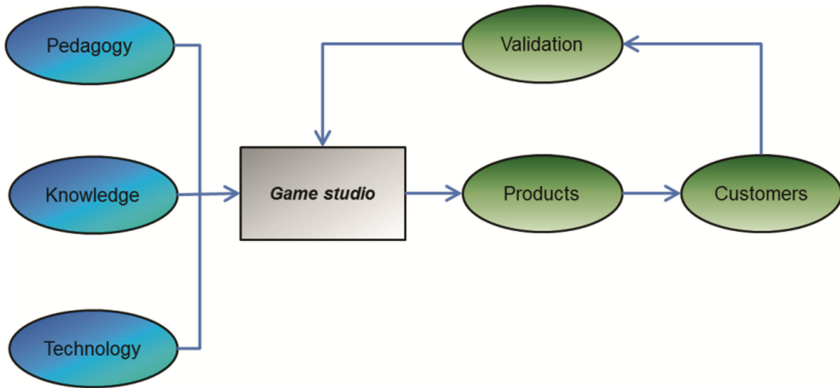 Pedagogy
Validation
Knowledge
Game studio
Products
Customers
Technology